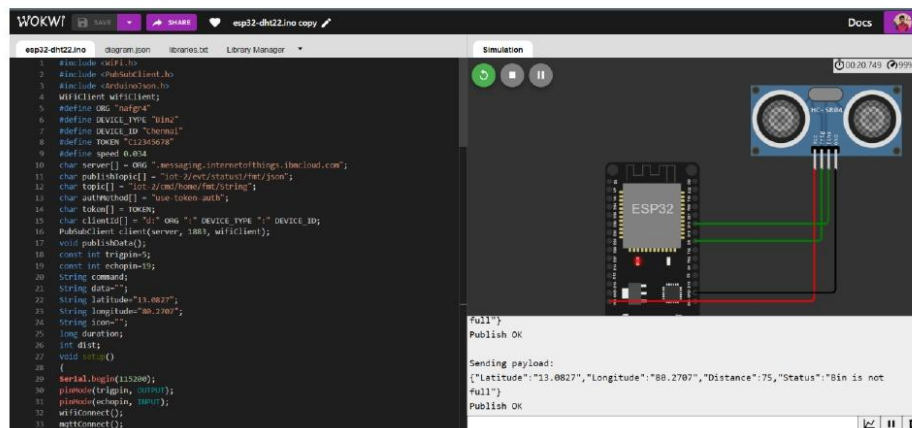 WOKWI SAVE SHARE esp32-dht22.ino copy Docs
esp32-dht22.ino diagram.json libraries.txt Library Manager
Simulation
1 #include <WiFi.h>
2 #include <PubSubClient.h>
3 #include <ArduinoJson.h>
4 WiFiClient wifiClient;
5 #define ORG "nafgr4"
6 #define DEVICE_TYPE "Bin2"
7 #define DEVICE_ID "Chennai"
8 #define TOKEN "C12345678"
9 #define speed 0.034
10 char server[] = ORG ".messaging.internetofthings.ibmcloud.com";
11 char publishTopic[] = "iot-2/evt/status1/fmt/json";
12 char topic[] = "iot-2/cmd/home/fmt/String";
13 char authMethod[] = "use-token-auth";
14 char token[] = TOKEN;
15 char clientId[] = "d:" ORG ":" DEVICE_TYPE ":" DEVICE_ID;
16 PubSubClient client(server, 1883, wifiClient);
17 void publishData();
18 const int trigpin=5;
19 const int echopin=19;
20 String command;
21 String data="";
22 String latitude="13.0827";
23 String longitude="80.2707";
24 String icon="";
25 long duration;
26 int dist;
27 void setup()
28 {
29 Serial.begin(115200);
30 pinMode(trigpin, OUTPUT);
31 pinMode(echopin, INPUT);
32 wifiConnect();
33 mqttConnect();
00:20.749 99%
HC-SR04
Vcc
Trig
Echo
GND
ESP32
full"}
Publish OK
Sending payload:
{"Latitude":"13.0827","Longitude":"80.2707","Distance":75,"Status":"Bin is not
full"}
Publish OK